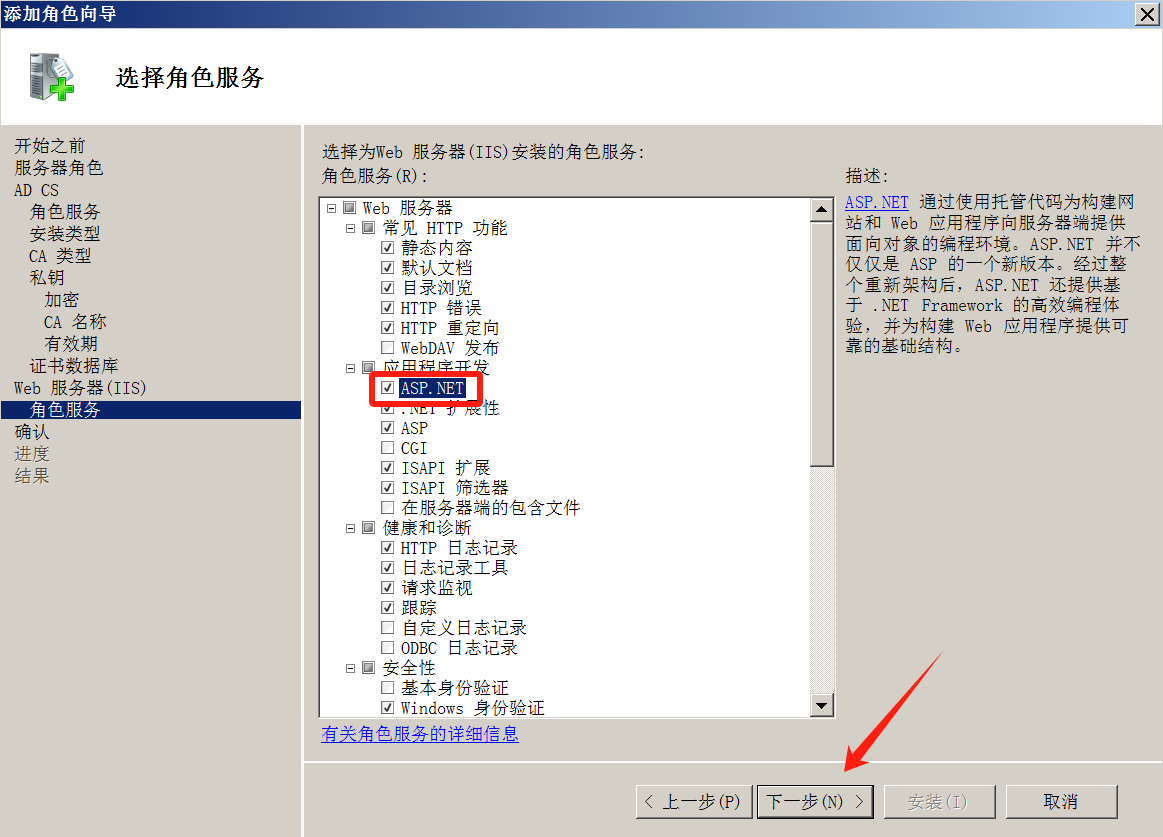 添加角色向导
选择角色服务
开始之前
服务器角色
AD CS
角色服务
安装类型
CA 类型
私钥
加密
CA 名称
有效期
证书数据库
Web 服务器(IIS)
角色服务
确认
进度
结果
选择为Web 服务器(IIS)安装的角色服务:
角色服务(R):
Web 服务器
常见 HTTP 功能
静态内容
默认文档
目录浏览
HTTP 错误
HTTP 重定向
WebDAV 发布
应用程序开发
ASP.NET
.NET 扩展性
ASP
CGI
ISAPI 扩展
ISAPI 筛选器
在服务器端的包含文件
健康和诊断
HTTP 日志记录
日志记录工具
请求监视
跟踪
自定义日志记录
ODBC 日志记录
安全性
基本身份验证
Windows 身份验证
有关角色服务的详细信息
描述:
ASP.NET 通过使用托管代码为构建网
站和 Web 应用程序向服务器端提供
面向对象的编程环境。ASP.NET 并不
仅仅是 ASP 的一个新版本。经过整
个重新架构后，ASP.NET 还提供基
于 .NET Framework 的高效编程体
验，并为构建 Web 应用程序提供可
靠的基础结构。
< 上一步(P)
下一步(N) >
安装(I)
取消